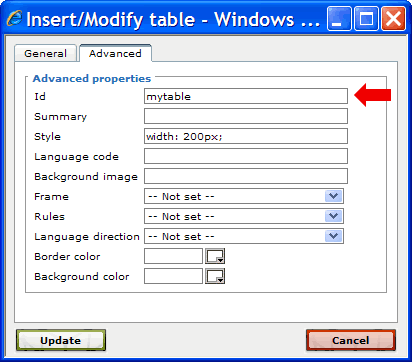 Insert/Modify table - Windows ...
General Advanced
Advanced properties
Id mytable
Summary
Style width: 200px;
Language code
Background image
Frame -- Not set --
Rules -- Not set --
Language direction -- Not set --
Border color
Background color
Update Cancel